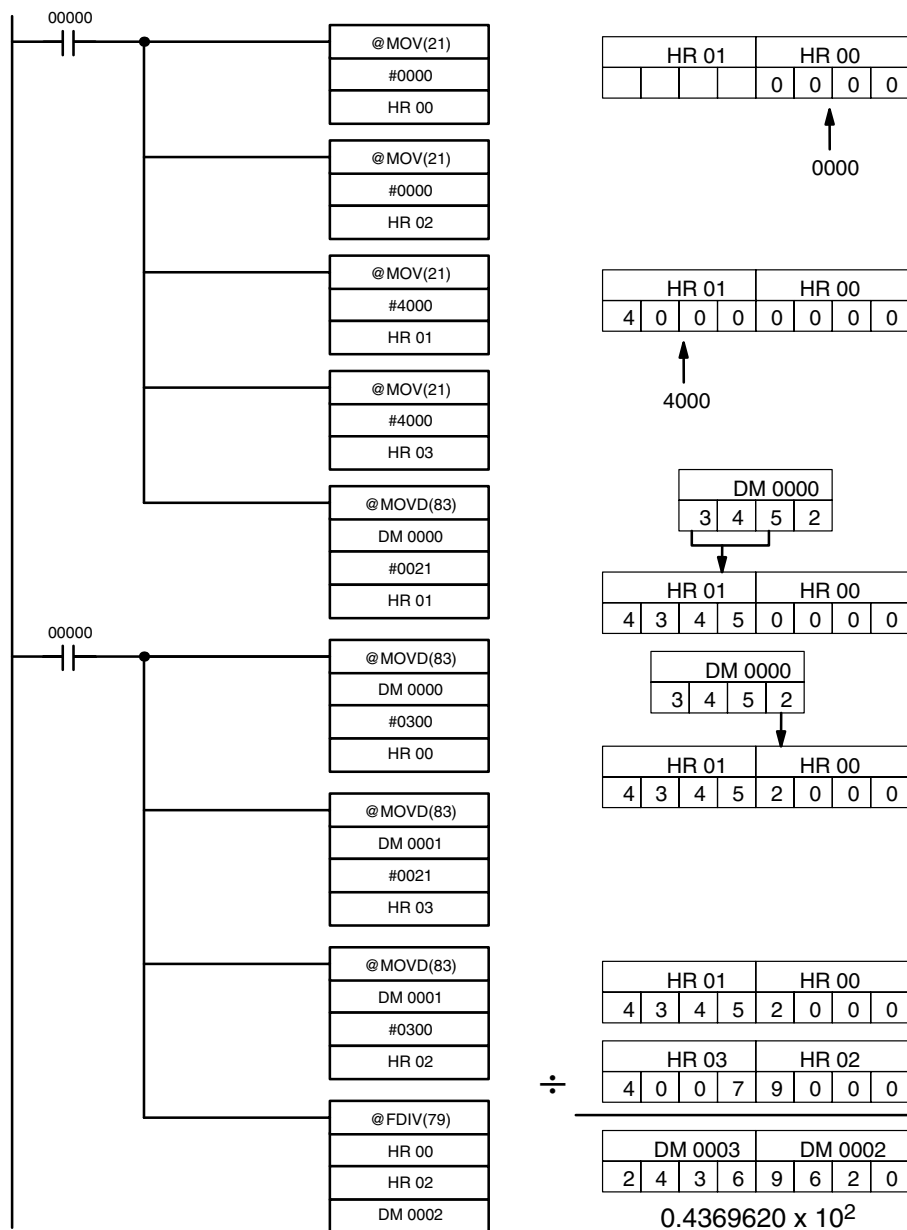 00000
@MOV(21)
#0000
HR 00
@MOV(21)
#0000
HR 02
@MOV(21)
#4000
HR 01
@MOV(21)
#4000
HR 03
@MOVD(83)
DM 0000
#0021
HR 01
00000
@MOVD(83)
DM 0000
#0300
HR 00
@MOVD(83)
DM 0001
#0021
HR 03
@MOVD(83)
DM 0001
#0300
HR 02
@FDIV(79)
HR 00
HR 02
DM 0002
HR 01 HR 00
0 0 0 0
0000
HR 01 HR 00
4 0 0 0 0 0 0 0
4000
DM 0000
3 4 5 2
HR 01 HR 00
4 3 4 5 0 0 0 0
DM 0000
3 4 5 2
HR 01 HR 00
4 3 4 5 2 0 0 0
HR 01 HR 00
4 3 4 5 2 0 0 0
÷
HR 03 HR 02
4 0 0 7 9 0 0 0
DM 0003 DM 0002
2 4 3 6 9 6 2 0
0.4369620 x 10²